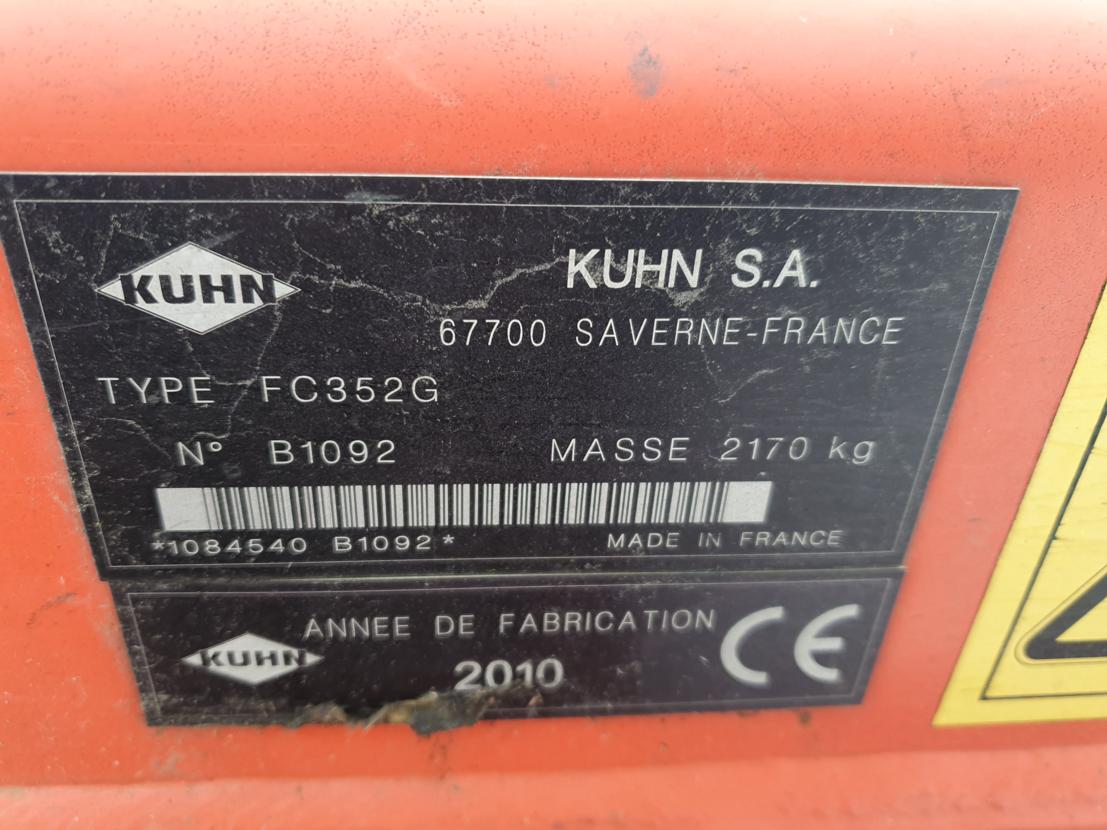 KUHN
KUHN S.A.
67700 SAVERNE-FRANCE
TYPE FC352G
N° B1092 MASSE 2170 kg
*1084540 B1092*
MADE IN FRANCE
KUHN
ANNEE DE FABRICATION
2010
CE